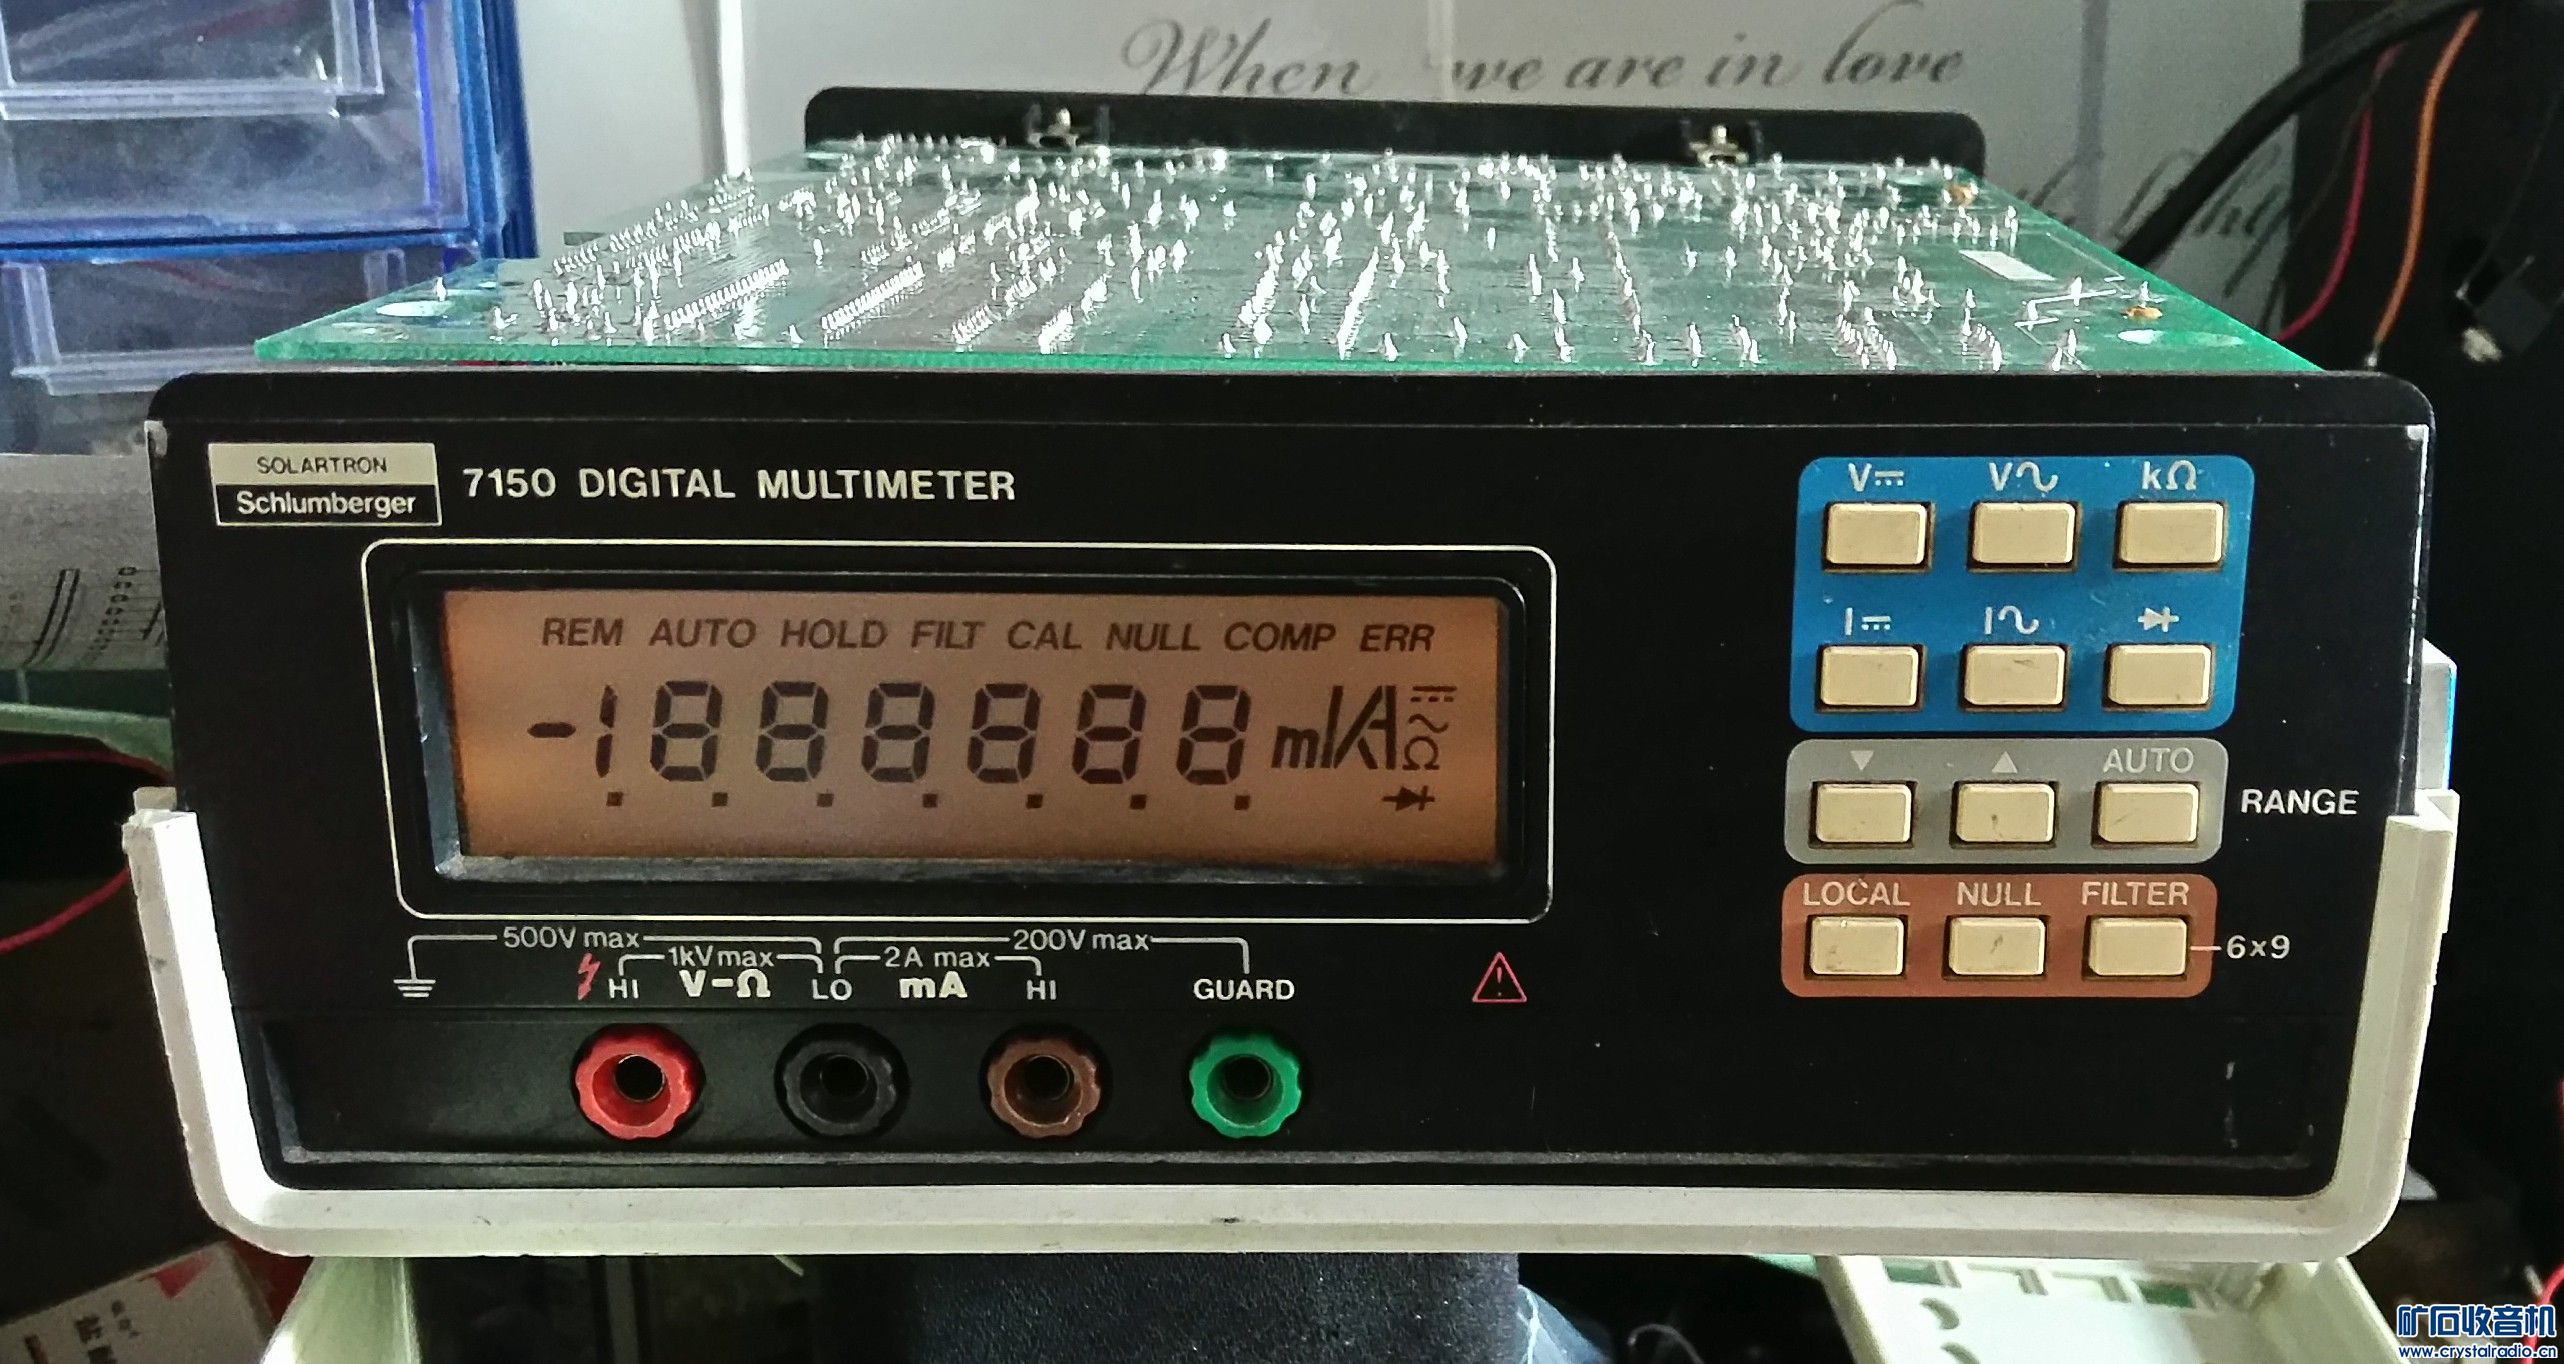 When we are in love
SOLARTRON
Schlumberger
7150 DIGITAL MULTIMETER
V⎓ V∿ kΩ
REM AUTO HOLD FILT CAL NULL COMP ERR
I⎓ I∿
-1.8.8.8.8.8.8.
▼ ▲ AUTO
RANGE
LOCAL NULL FILTER
6x9
500V max 200V max
1kV max 2A max
HI V-Ω LO mA HI GUARD
矿石收音机
www.crystalradio.cn